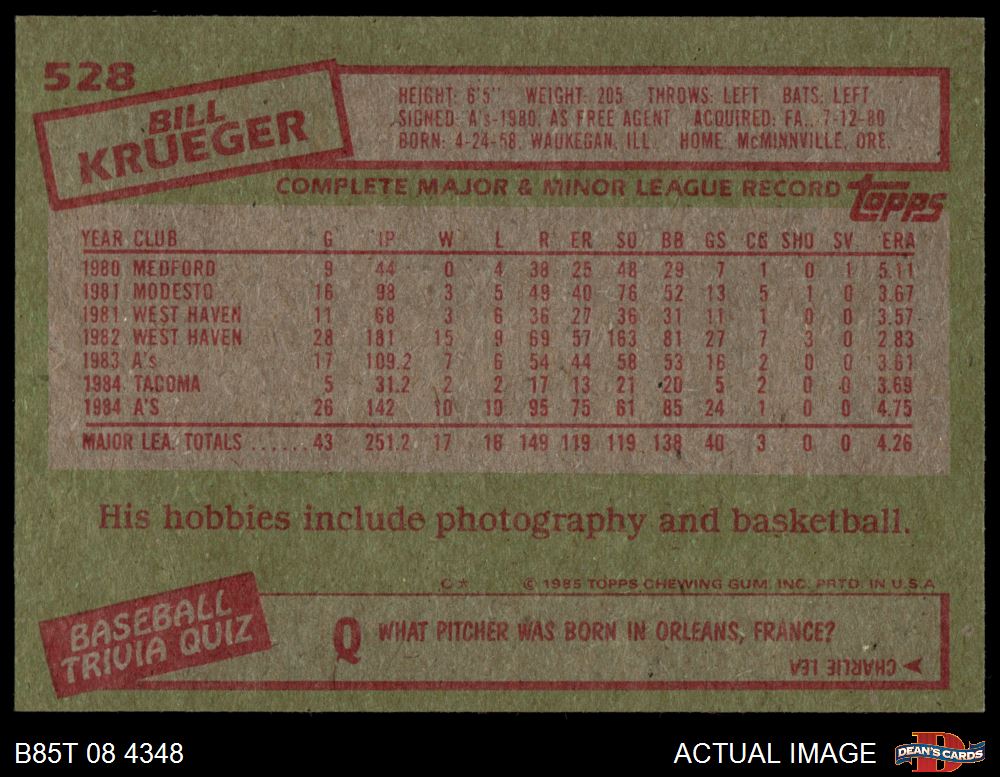 528
BILL
KRUEGER
HEIGHT: 6'5" WEIGHT: 205 THROWS: LEFT BATS: LEFT
SIGNED: A's-1980, AS FREE AGENT ACQUIRED: FA., 7-12-80
BORN: 4-24-58, WAUKEGAN, ILL. HOME: McMINNVILLE, ORE.
COMPLETE MAJOR & MINOR LEAGUE RECORD topps
YEAR CLUB G IP W L R ER SO BB GS CG SHO SV ERA
1980 MEDFORD 9 44 0 4 38 25 48 29 7 1 0 1 5.11
1981 MODESTO 16 98 3 5 49 40 76 52 13 5 1 0 3.67
1981 WEST HAVEN 11 68 3 6 36 27 36 31 11 1 0 0 3.57
1982 WEST HAVEN 28 181 15 9 69 57 163 81 27 7 3 0 2.83
1983 A's 17 109.2 7 6 54 44 58 53 16 2 0 0 3.61
1984 TACOMA 5 31.2 2 2 17 13 21 20 5 2 0 0 3.69
1984 A'S 26 142 10 10 95 75 61 85 24 1 0 0 4.75
MAJOR LEA. TOTALS ...... 43 251.2 17 16 149 119 119 138 40 3 0 0 4.26
His hobbies include photography and basketball.
C* © 1985 TOPPS CHEWING GUM, INC. PRTD. IN U.S.A
BASEBALL
TRIVIA QUIZ
Q WHAT PITCHER WAS BORN IN ORLEANS, FRANCE?
CHARLIE LEA
B85T 08 4348
ACTUAL IMAGE
D
DEAN'S CARDS